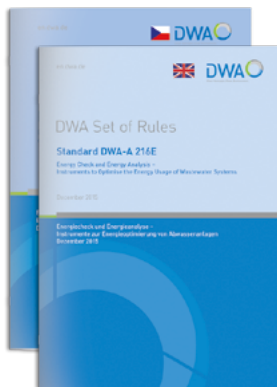 DWA
DWA
DWA Set of Rules
Standard DWA-A 216E
Energy Check and Energy Analysis –
Instruments to Optimise the Energy Usage of Wastewater Systems
December 2015
Energiecheck und Energieanalyse –
Instrumente zur Energieoptimierung von Abwasseranlagen
Dezember 2015